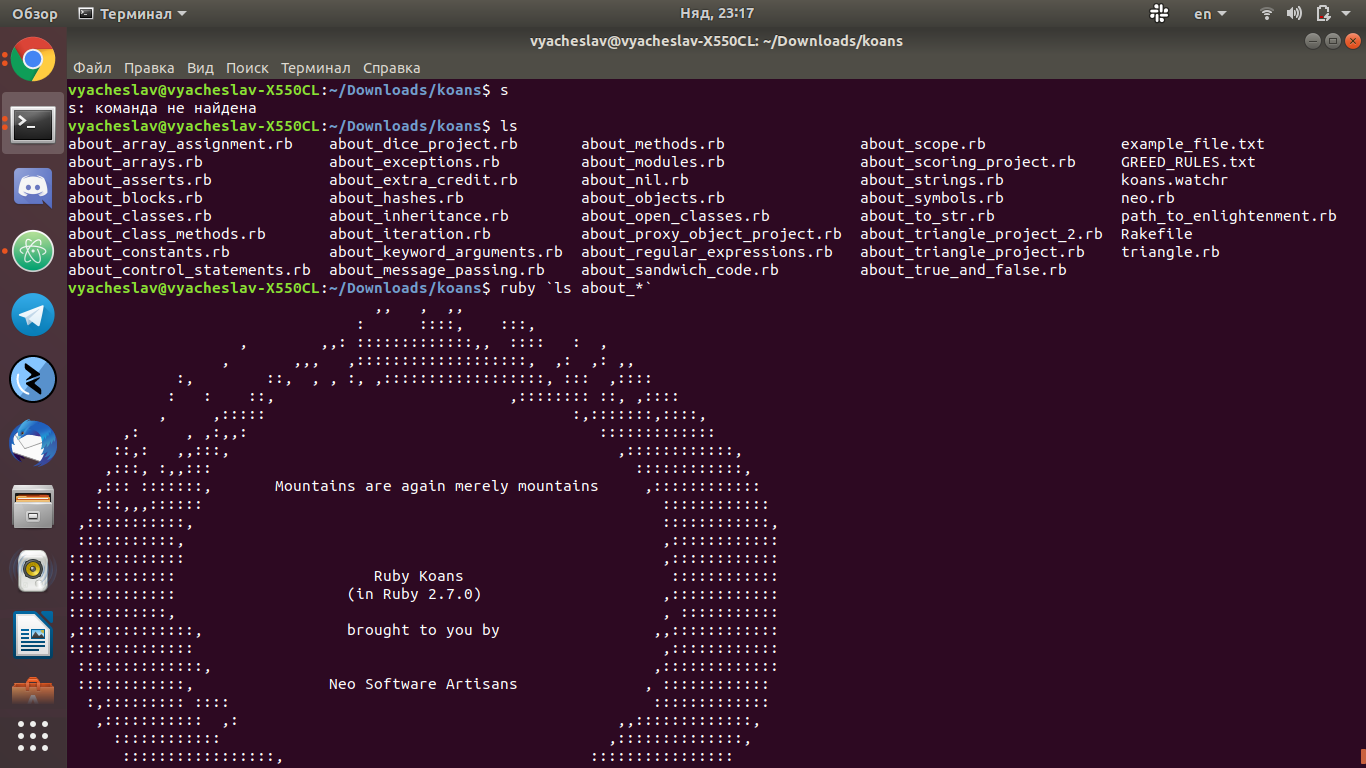 Обзор Терминал Няд, 23:17 en
vyacheslav@vyacheslav-X550CL: ~/Downloads/koans
Файл Правка Вид Поиск Терминал Справка
vyacheslav@vyacheslav-X550CL:~/Downloads/koans$ s
s: команда не найдена
vyacheslav@vyacheslav-X550CL:~/Downloads/koans$ ls
about_array_assignment.rb about_dice_project.rb about_methods.rb about_scope.rb example_file.txt
about_arrays.rb about_exceptions.rb about_modules.rb about_scoring_project.rb GREED_RULES.txt
about_asserts.rb about_extra_credit.rb about_nil.rb about_strings.rb koans.watchr
about_blocks.rb about_hashes.rb about_objects.rb about_symbols.rb neo.rb
about_classes.rb about_inheritance.rb about_open_classes.rb about_to_str.rb path_to_enlightenment.rb
about_class_methods.rb about_iteration.rb about_proxy_object_project.rb about_triangle_project_2.rb Rakefile
about_constants.rb about_keyword_arguments.rb about_regular_expressions.rb about_triangle_project.rb triangle.rb
about_control_statements.rb about_message_passing.rb about_sandwich_code.rb about_true_and_false.rb
vyacheslav@vyacheslav-X550CL:~/Downloads/koans$ ruby `ls about_*`
Mountains are again merely mountains
Ruby Koans
(in Ruby 2.7.0)
brought to you by
Neo Software Artisans